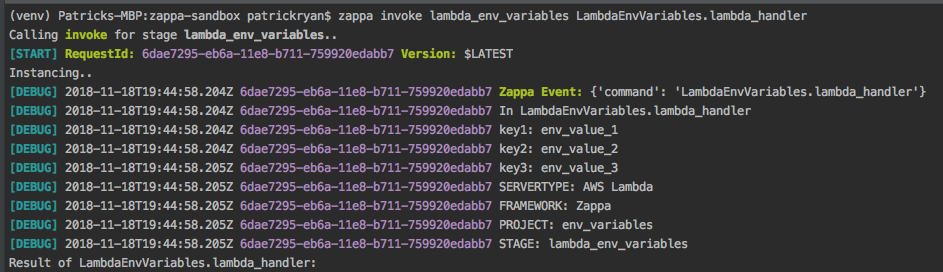 (venv) Patricks-MBP:zappa-sandbox patrickryan$ zappa invoke lambda_env_variables LambdaEnvVariables.lambda_handler
Calling invoke for stage lambda_env_variables..
[START] RequestId: 6dae7295-eb6a-11e8-b711-759920edabb7 Version: $LATEST
Instancing..
[DEBUG] 2018-11-18T19:44:58.204Z 6dae7295-eb6a-11e8-b711-759920edabb7 Zappa Event: {'command': 'LambdaEnvVariables.lambda_handler'}
[DEBUG] 2018-11-18T19:44:58.204Z 6dae7295-eb6a-11e8-b711-759920edabb7 In LambdaEnvVariables.lambda_handler
[DEBUG] 2018-11-18T19:44:58.204Z 6dae7295-eb6a-11e8-b711-759920edabb7 key1: env_value_1
[DEBUG] 2018-11-18T19:44:58.204Z 6dae7295-eb6a-11e8-b711-759920edabb7 key2: env_value_2
[DEBUG] 2018-11-18T19:44:58.205Z 6dae7295-eb6a-11e8-b711-759920edabb7 key3: env_value_3
[DEBUG] 2018-11-18T19:44:58.205Z 6dae7295-eb6a-11e8-b711-759920edabb7 SERVERTYPE: AWS Lambda
[DEBUG] 2018-11-18T19:44:58.205Z 6dae7295-eb6a-11e8-b711-759920edabb7 FRAMEWORK: Zappa
[DEBUG] 2018-11-18T19:44:58.205Z 6dae7295-eb6a-11e8-b711-759920edabb7 PROJECT: env_variables
[DEBUG] 2018-11-18T19:44:58.205Z 6dae7295-eb6a-11e8-b711-759920edabb7 STAGE: lambda_env_variables
Result of LambdaEnvVariables.lambda_handler: